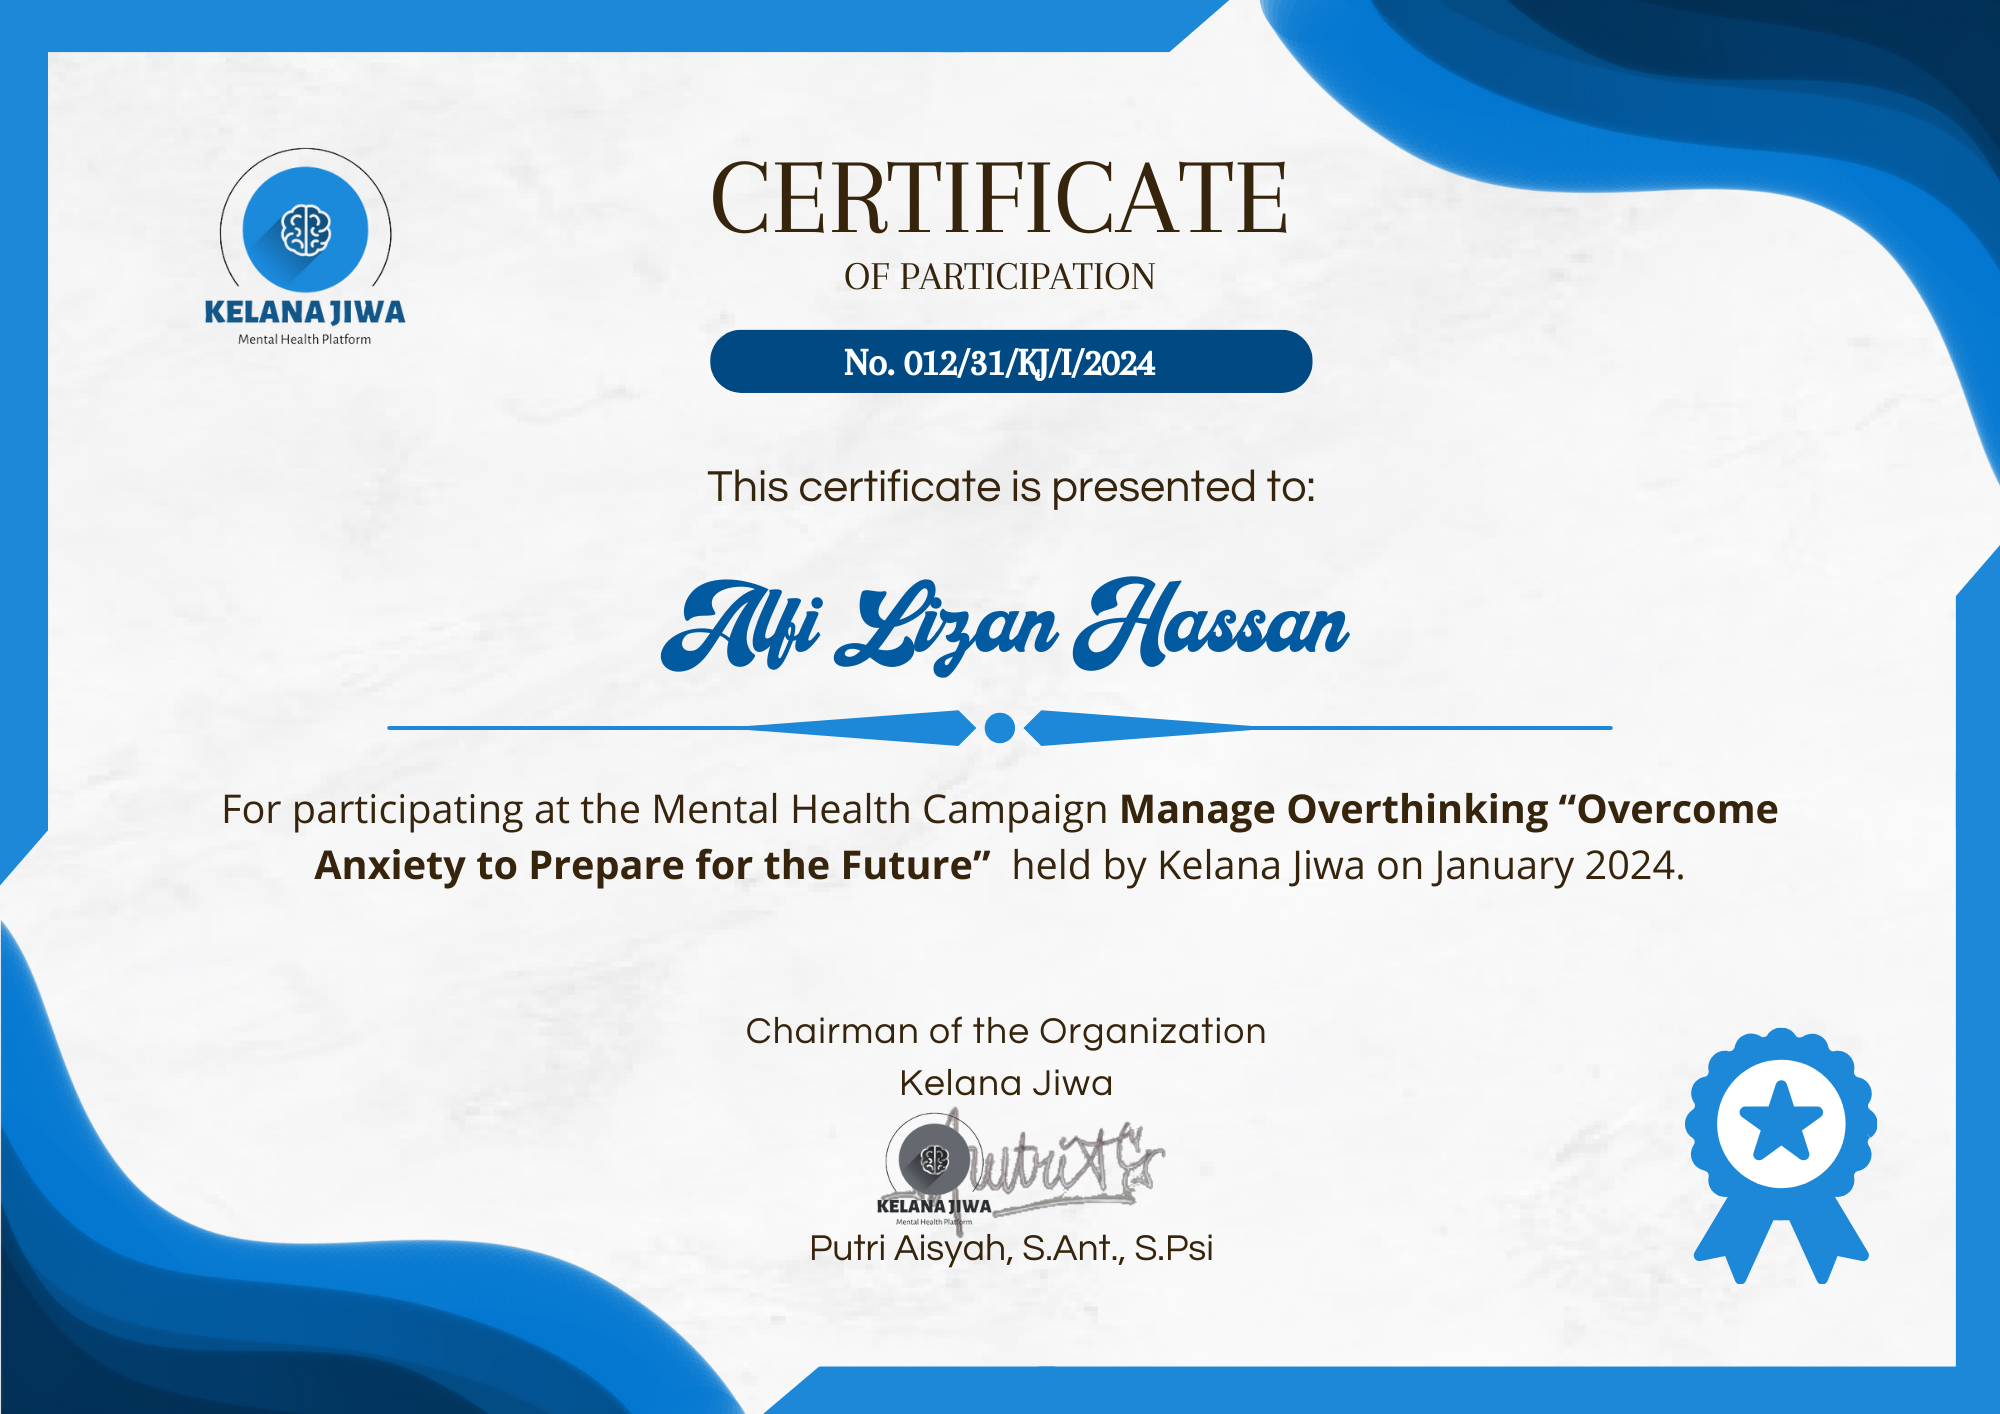 KELANA JIWA
Mental Health Platform
CERTIFICATE
OF PARTICIPATION
No. 012/31/KJ/I/2024
This certificate is presented to:
Alfi Lizan Hassan
For participating at the Mental Health Campaign Manage Overthinking “Overcome
Anxiety to Prepare for the Future” held by Kelana Jiwa on January 2024.
Chairman of the Organization
Kelana Jiwa
KELANA JIWA
Mental Health Platform
Putri Aisyah, S.Ant., S.Psi